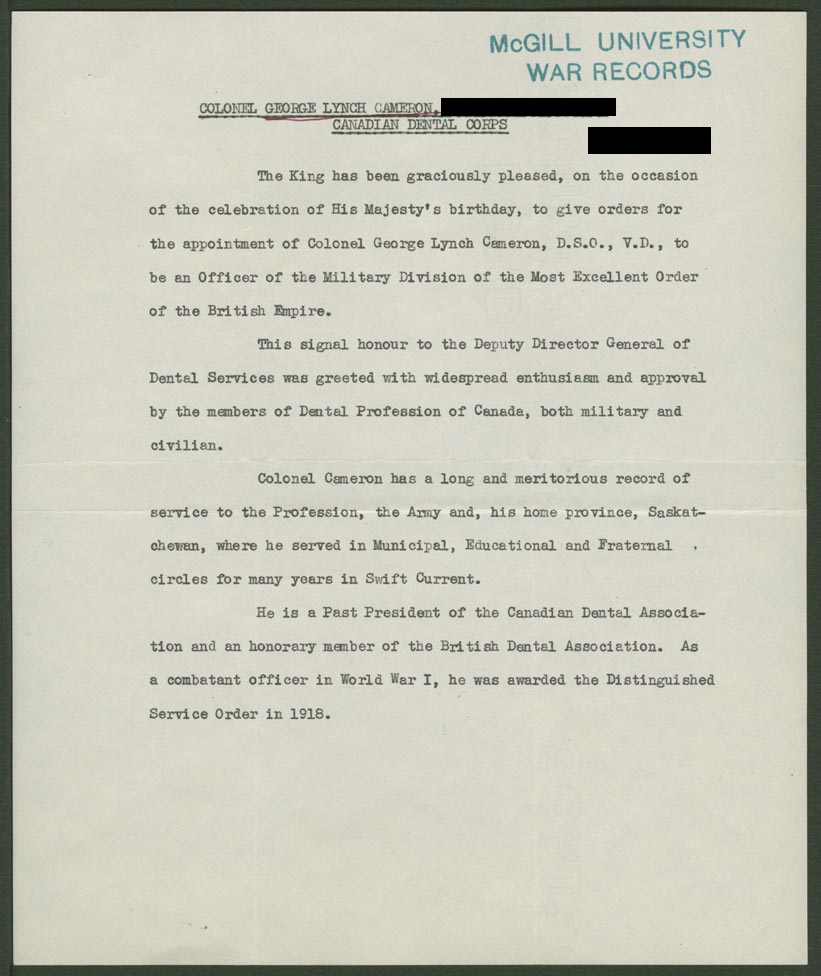 McGILL UNIVERSITY
WAR RECORDS
COLONEL GEORGE LYNCH CAMERON,
CANADIAN DENTAL CORPS
The King has been graciously pleased, on the occasion
of the celebration of His Majesty's birthday, to give orders for
the appointment of Colonel George Lynch Cameron, D.S.O., V.D., to
be an Officer of the Military Division of the Most Excellent Order
of the British Empire.
This signal honour to the Deputy Director General of
Dental Services was greeted with widespread enthusiasm and approval
by the members of Dental Profession of Canada, both military and
civilian.
Colonel Cameron has a long and meritorious record of
service to the Profession, the Army and, his home province, Saskat-
chewan, where he served in Municipal, Educational and Fraternal .
circles for many years in Swift Current.
He is a Past President of the Canadian Dental Associa-
tion and an honorary member of the British Dental Association.  As
a combatant officer in World War I, he was awarded the Distinguished
Service Order in 1918.